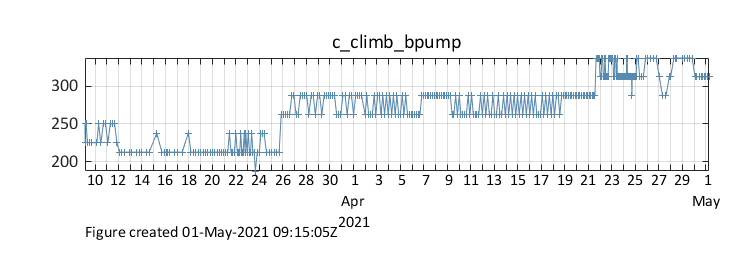 c_climb_bpump
300
250
200
10 12 14 16 18 20 22 24 26 28 30 1 3 5 7 9 11 13 15 17 19 21 23 25 27 29 1
Apr May
2021
Figure created 01-May-2021 09:15:05Z